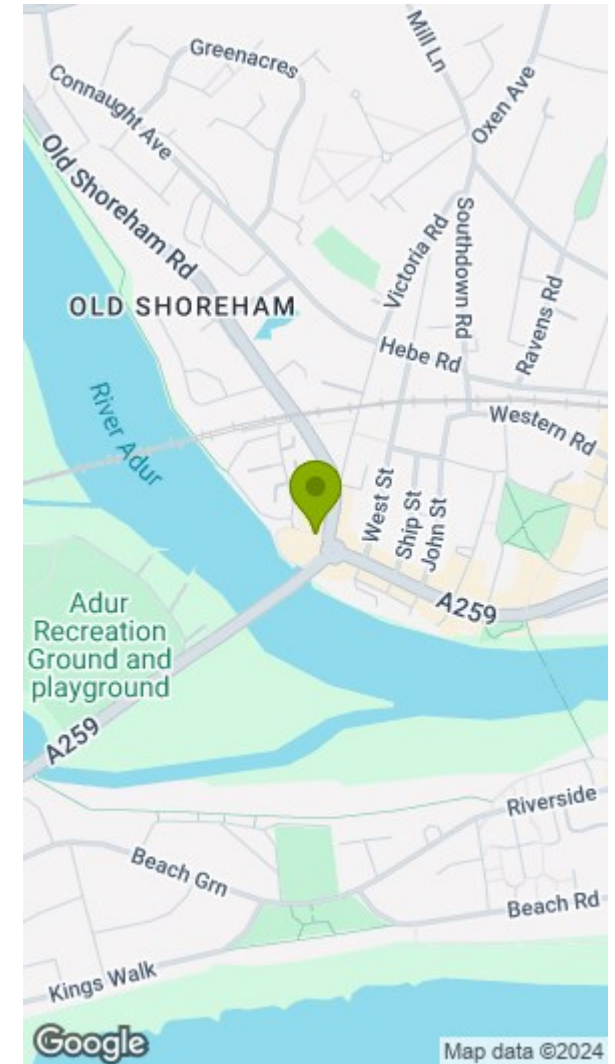 Mill Ln
Greenacres
Connaught Ave
Oxen Ave
Old Shoreham Rd
Victoria Rd
Southdown Rd
Ravens Rd
OLD SHOREHAM
Hebe Rd
River Adur
Western Rd
West St
Ship St
John St
Adur
Recreation
Ground and
playground
A259
A259
Riverside
Beach Grn
Beach Rd
Kings Walk
Google
Map data ©2024